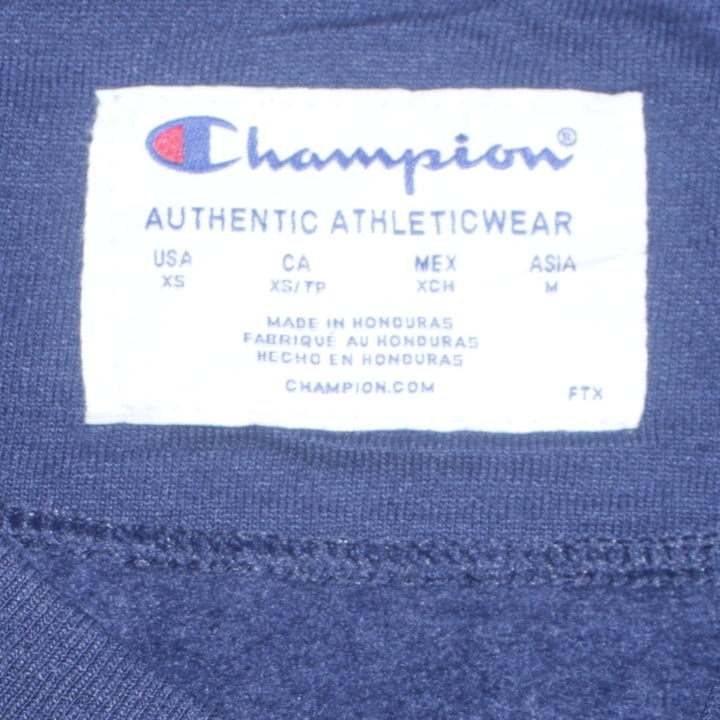 Champion®
AUTHENTIC ATHLETICWEAR
USA CA MEX ASIA
XS XS/TP XCH M
MADE IN HONDURAS
FABRIQUÉ AU HONDURAS
HECHO EN HONDURAS
CHAMPION.COM
FTX